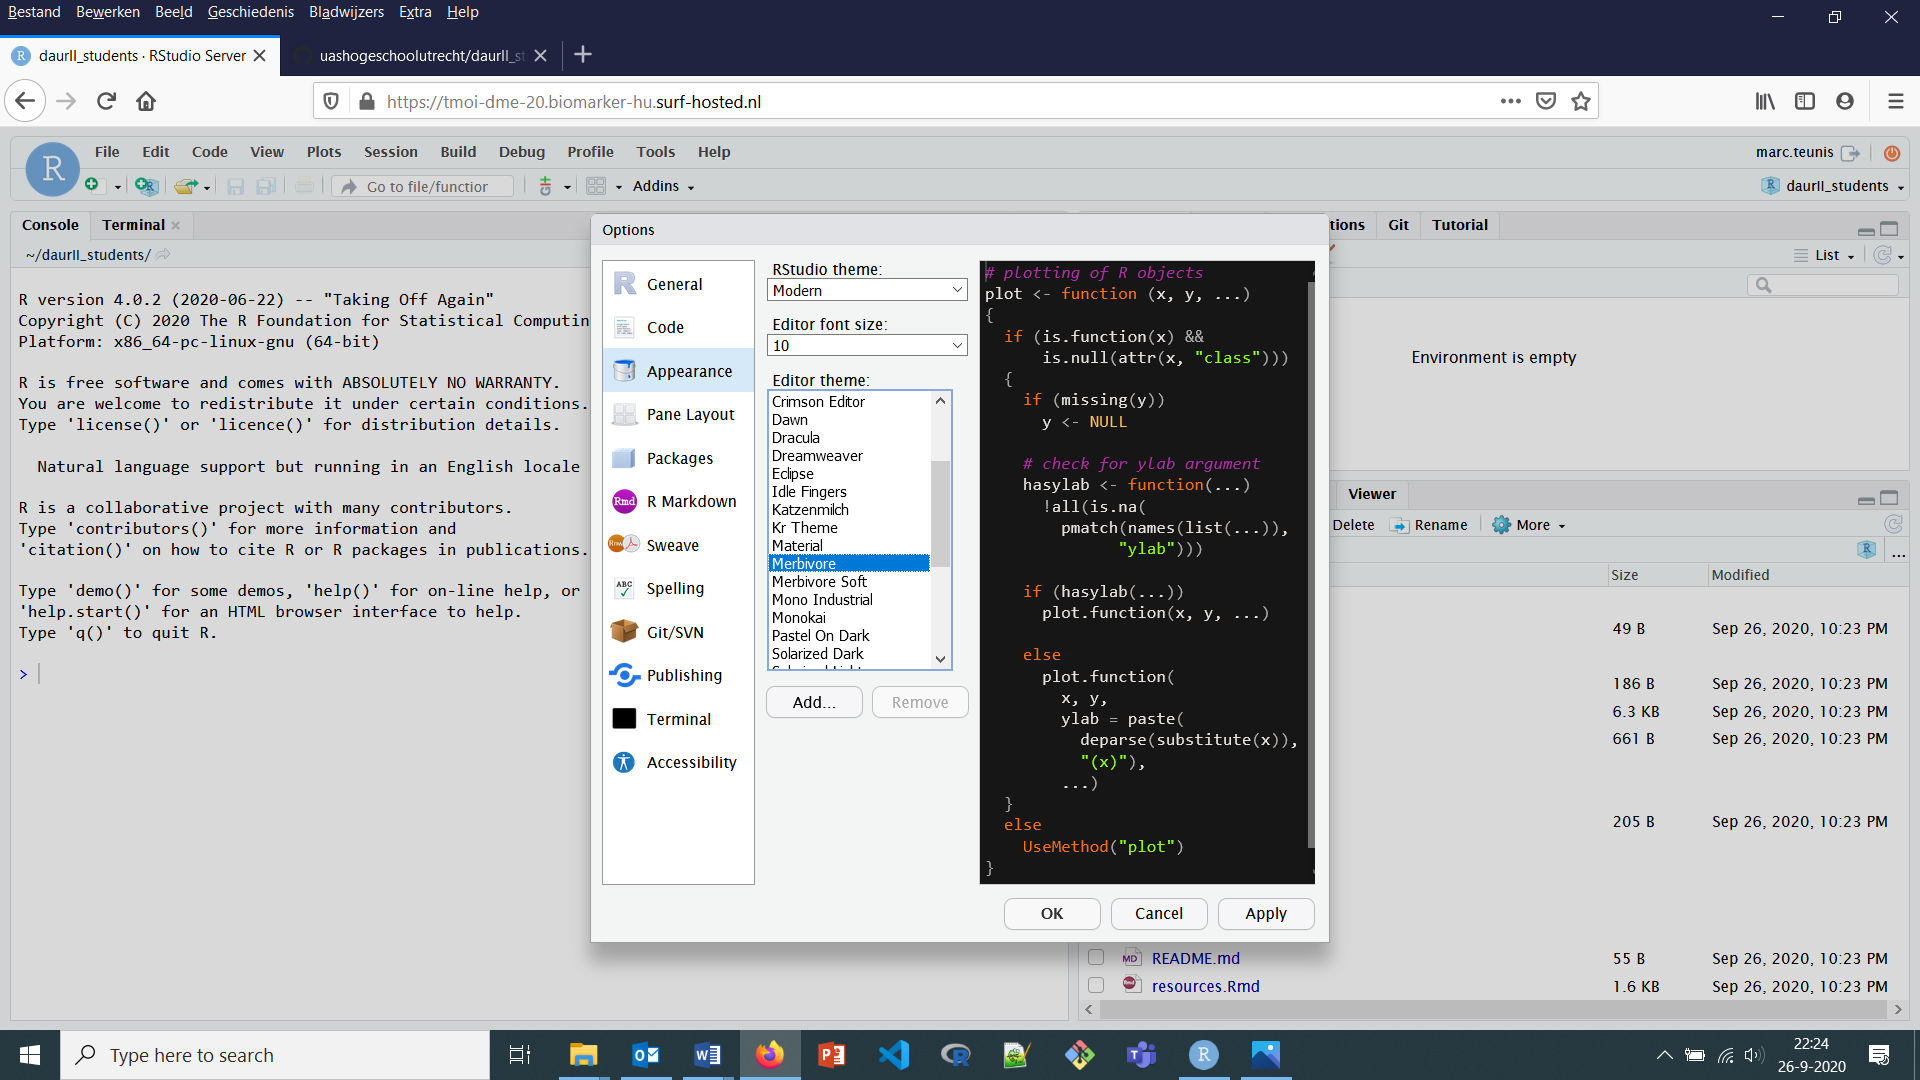 Bestand Bewerken Beeld Geschiedenis Bladwijzers Extra Help
daurII_students · RStudio Server
uashogeschoolutrecht/daurII_st
https://tmoi-dme-20.biomarker-hu.surf-hosted.nl
File Edit Code View Plots Session Build Debug Profile Tools Help
marc.teunis
Go to file/function
Addins
daurII_students
Console Terminal
~/daurII_students/
R version 4.0.2 (2020-06-22) -- "Taking Off Again"
Copyright (C) 2020 The R Foundation for Statistical Computin
Platform: x86_64-pc-linux-gnu (64-bit)
R is free software and comes with ABSOLUTELY NO WARRANTY.
You are welcome to redistribute it under certain conditions.
Type 'license()' or 'licence()' for distribution details.
Natural language support but running in an English locale
R is a collaborative project with many contributors.
Type 'contributors()' for more information and
'citation()' on how to cite R or R packages in publications.
Type 'demo()' for some demos, 'help()' for on-line help, or
'help.start()' for an HTML browser interface to help.
Type 'q()' to quit R.
>
Options
General
Code
Appearance
Pane Layout
Packages
R Markdown
Sweave
Spelling
Git/SVN
Publishing
Terminal
Accessibility
RStudio theme:
Modern
Editor font size:
10
Editor theme:
Crimson Editor
Dawn
Dracula
Dreamweaver
Eclipse
Idle Fingers
Katzenmilch
Kr Theme
Material
Merbivore
Merbivore Soft
Mono Industrial
Monokai
Pastel On Dark
Solarized Dark
Add...
Remove
# plotting of R objects
plot <- function (x, y, ...)
{
if (is.function(x) &&
is.null(attr(x, "class")))
{
if (missing(y))
y <- NULL
# check for ylab argument
hasylab <- function(...)
!all(is.na(
pmatch(names(list(...)),
"ylab")))
if (hasylab(...))
plot.function(x, y, ...)
else
plot.function(
x, y,
ylab = paste(
deparse(substitute(x)),
"(x)"),
...)
}
else
UseMethod("plot")
}
OK
Cancel
Apply
tions Git Tutorial
List
Environment is empty
Viewer
Delete Rename More
...
Size Modified
49 B Sep 26, 2020, 10:23 PM
186 B Sep 26, 2020, 10:23 PM
6.3 KB Sep 26, 2020, 10:23 PM
661 B Sep 26, 2020, 10:23 PM
205 B Sep 26, 2020, 10:23 PM
README.md 55 B Sep 26, 2020, 10:23 PM
resources.Rmd 1.6 KB Sep 26, 2020, 10:23 PM
Type here to search
22:24
26-9-2020